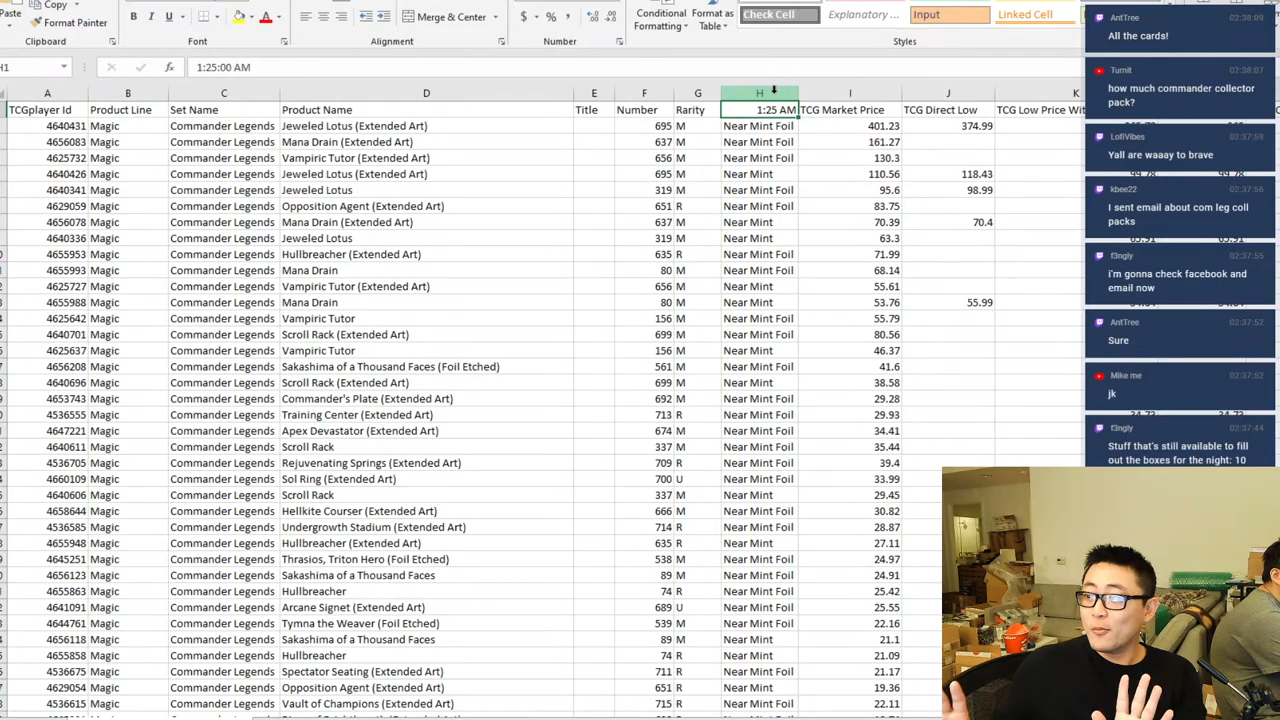 Copy
Paste
Format Painter
Clipboard
B I U
Font
Merge & Center
Alignment
$ % ,
Number
Conditional Formatting
Format as Table
Check Cell
Explanatory ...
Input
Linked Cell
Styles
H1
1:25:00 AM
A B C D E F G H I J K
TCGplayer Id Product Line Set Name Product Name Title Number Rarity 1:25 AM TCG Market Price TCG Direct Low TCG Low Price Wit
4640431 Magic Commander Legends Jeweled Lotus (Extended Art) 695 M Near Mint Foil 401.23 374.99
4656083 Magic Commander Legends Mana Drain (Extended Art) 637 M Near Mint Foil 161.27
4625732 Magic Commander Legends Vampiric Tutor (Extended Art) 656 M Near Mint Foil 130.3
4640426 Magic Commander Legends Jeweled Lotus (Extended Art) 695 M Near Mint 110.56 118.43
4640341 Magic Commander Legends Jeweled Lotus 319 M Near Mint Foil 95.6 98.99
4629059 Magic Commander Legends Opposition Agent (Extended Art) 651 R Near Mint Foil 83.75
4656078 Magic Commander Legends Mana Drain (Extended Art) 637 M Near Mint 70.39 70.4
4640336 Magic Commander Legends Jeweled Lotus 319 M Near Mint 63.3
4655953 Magic Commander Legends Hullbreacher (Extended Art) 635 R Near Mint Foil 71.99
4655993 Magic Commander Legends Mana Drain 80 M Near Mint Foil 68.14
4625727 Magic Commander Legends Vampiric Tutor (Extended Art) 656 M Near Mint 55.61
4655988 Magic Commander Legends Mana Drain 80 M Near Mint 53.76 55.99
4625642 Magic Commander Legends Vampiric Tutor 156 M Near Mint Foil 55.79
4640701 Magic Commander Legends Scroll Rack (Extended Art) 699 M Near Mint Foil 80.56
4625637 Magic Commander Legends Vampiric Tutor 156 M Near Mint 46.37
4656208 Magic Commander Legends Sakashima of a Thousand Faces (Foil Etched) 561 M Near Mint Foil 41.6
4640696 Magic Commander Legends Scroll Rack (Extended Art) 699 M Near Mint 38.58
4653743 Magic Commander Legends Commander's Plate (Extended Art) 692 M Near Mint Foil 29.28
4536555 Magic Commander Legends Training Center (Extended Art) 713 R Near Mint Foil 29.93
4647221 Magic Commander Legends Apex Devastator (Extended Art) 674 M Near Mint Foil 34.41
4640611 Magic Commander Legends Scroll Rack 337 M Near Mint Foil 35.44
4536705 Magic Commander Legends Rejuvenating Springs (Extended Art) 709 R Near Mint Foil 39.4
4660109 Magic Commander Legends Sol Ring (Extended Art) 700 U Near Mint Foil 33.99
4640606 Magic Commander Legends Scroll Rack 337 M Near Mint 29.45
4658644 Magic Commander Legends Hellkite Courser (Extended Art) 666 M Near Mint Foil 30.82
4536585 Magic Commander Legends Undergrowth Stadium (Extended Art) 714 R Near Mint Foil 28.87
4655948 Magic Commander Legends Hullbreacher (Extended Art) 635 R Near Mint 27.11
4645251 Magic Commander Legends Thrasios, Triton Hero (Foil Etched) 538 M Near Mint Foil 24.97
4656123 Magic Commander Legends Sakashima of a Thousand Faces 89 M Near Mint Foil 24.91
4655863 Magic Commander Legends Hullbreacher 74 R Near Mint Foil 25.42
4641091 Magic Commander Legends Arcane Signet (Extended Art) 689 U Near Mint Foil 25.55
4644761 Magic Commander Legends Tymna the Weaver (Foil Etched) 539 M Near Mint Foil 22.16
4656118 Magic Commander Legends Sakashima of a Thousand Faces 89 M Near Mint 21.1
4655858 Magic Commander Legends Hullbreacher 74 R Near Mint 21.09
4536675 Magic Commander Legends Spectator Seating (Extended Art) 711 R Near Mint Foil 21.17
4629054 Magic Commander Legends Opposition Agent (Extended Art) 651 R Near Mint 19.36
Magic Commander Legends Vault of Champions (Extended Art) 715 R Near Mint Foil 22.11
AntTree 02:38:09
All the cards!
Tumit 02:38:07
how much commander collector
pack?
LofiVibes 02:37:59
Yall are waaay to brave
kbee22 02:37:56
I sent email about com leg coll
packs
f3ngly 02:37:55
i'm gonna check facebook and
email now
AntTree 02:37:52
Sure
Mike me 02:37:52
jk
f3ngly 02:37:44
Stuff that's still available to fill
out the boxes for the night: 10